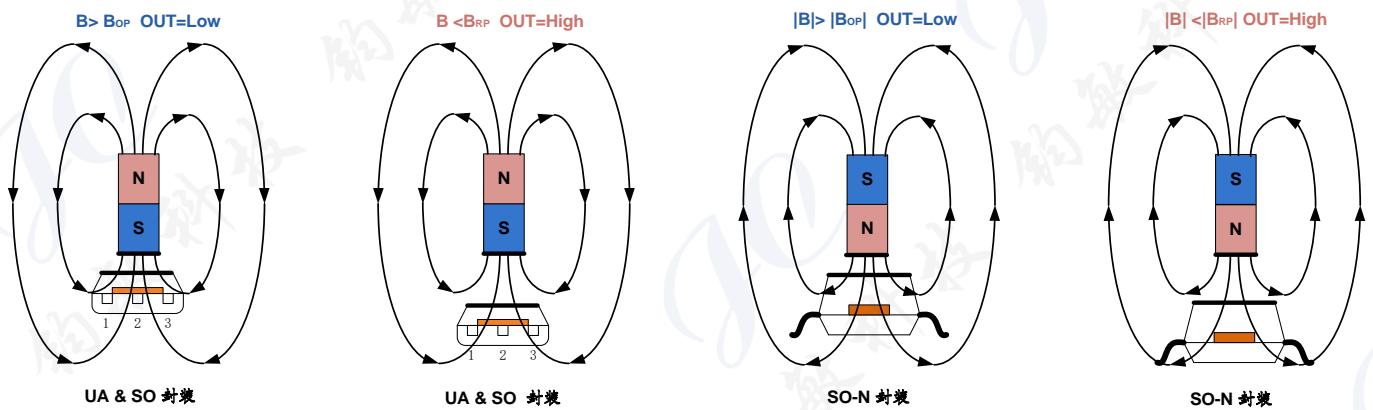 B> BOP OUT=Low
B <BRP OUT=High
|B|> |BOP| OUT=Low
|B| <|BRP| OUT=High
N
S
1 2 3
N
S
1 2 3
S
N
S
N
UA & SO 封装
UA & SO 封装
SO-N 封装
SO-N 封装